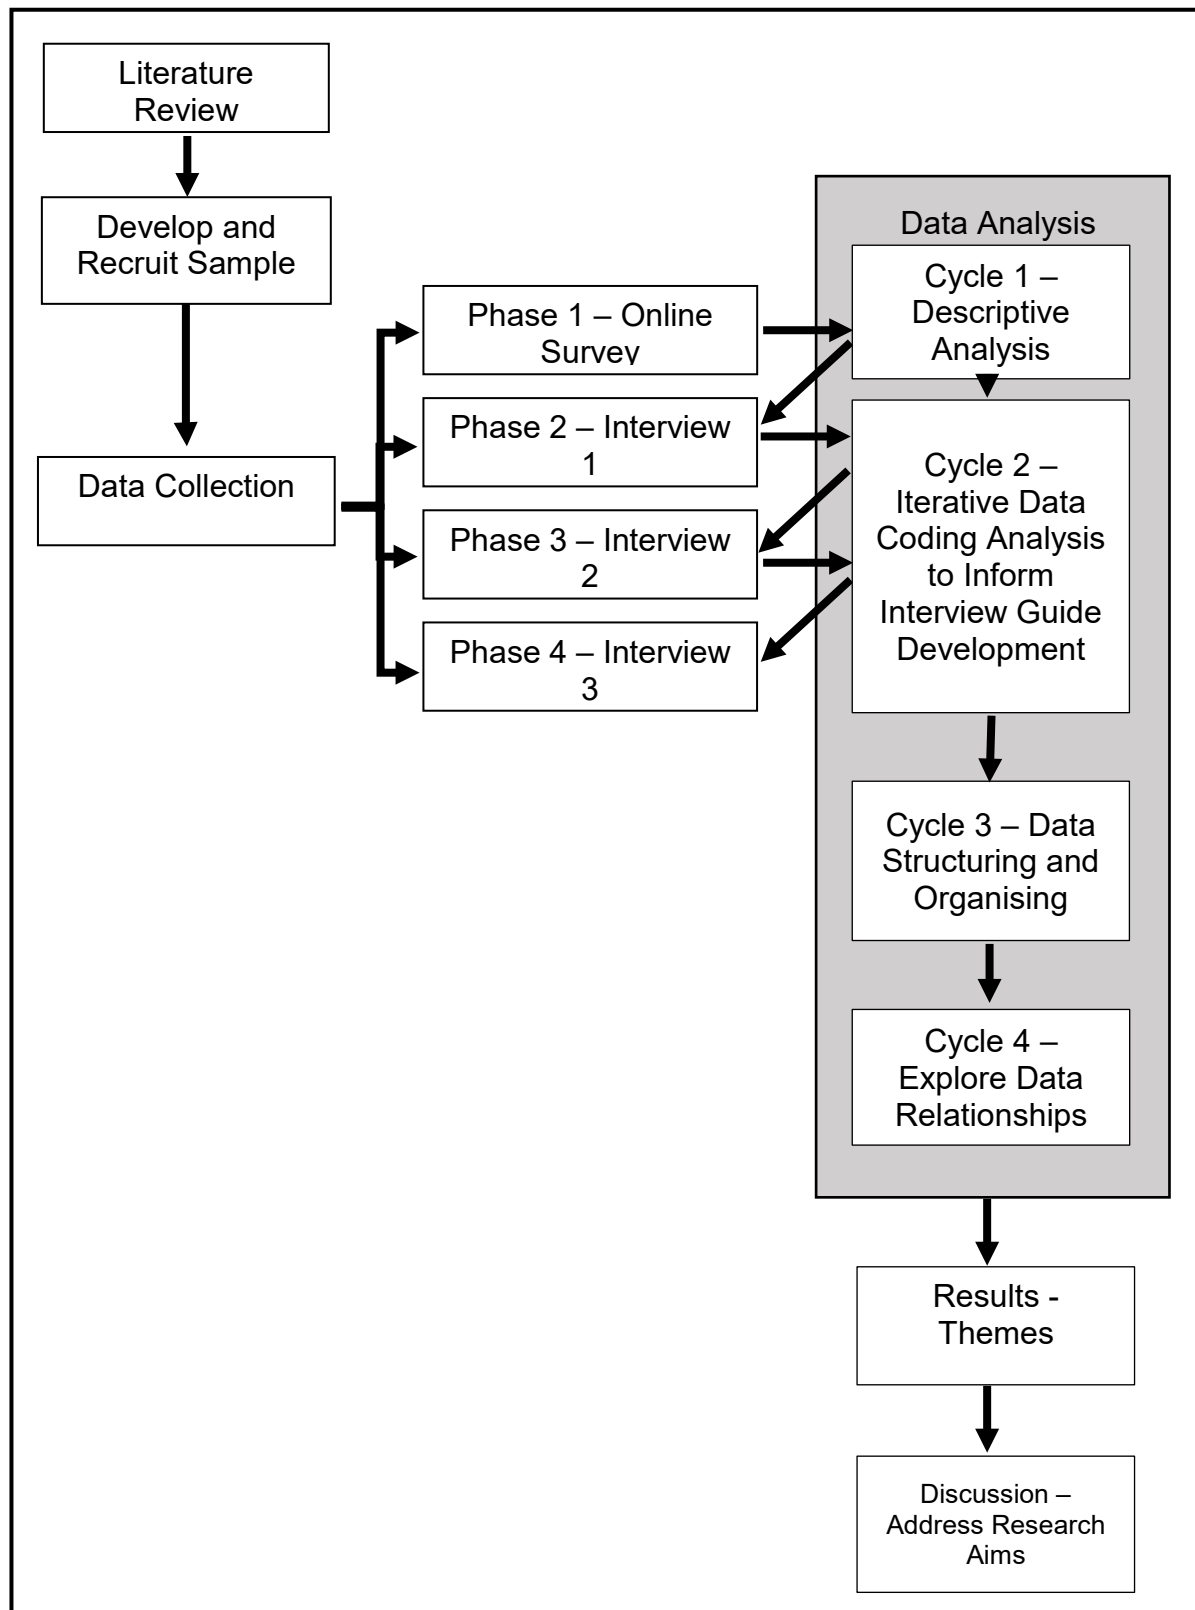 Literature
Review
Develop and
Recruit Sample
Data Collection
Phase 1 – Online
Survey
Phase 2 – Interview
1
Phase 3 – Interview
2
Phase 4 – Interview
3
Data Analysis
Cycle 1 –
Descriptive
Analysis
Cycle 2 –
Iterative Data
Coding Analysis
to Inform
Interview Guide
Development
Cycle 3 – Data
Structuring and
Organising
Cycle 4 –
Explore Data
Relationships
Results -
Themes
Discussion –
Address Research
Aims